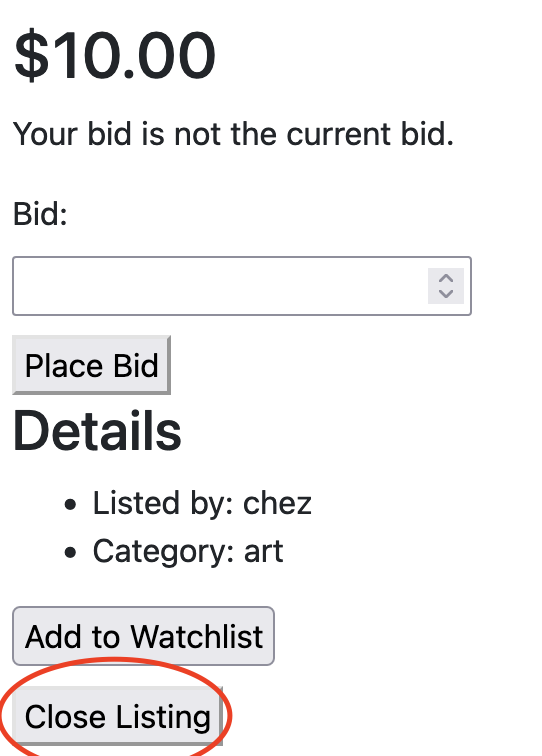 $10.00
Your bid is not the current bid.
Bid:
Place Bid
Details
Listed by: chez
Category: art
Add to Watchlist
Close Listing